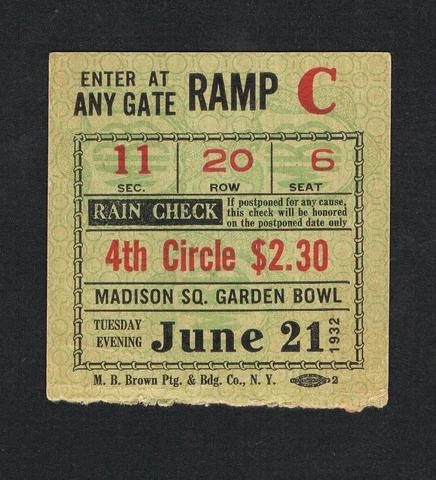 ENTER AT
ANY GATE RAMP C
11 20 6
SEC. ROW SEAT
RAIN CHECK
If postponed for any cause,
this check will be honored
on the postponed date only
4th Circle $2.30
MADISON SQ. GARDEN BOWL
TUESDAY
EVENING June 21 1932
M. B. Brown Ptg. & Bdg. Co., N. Y. 2